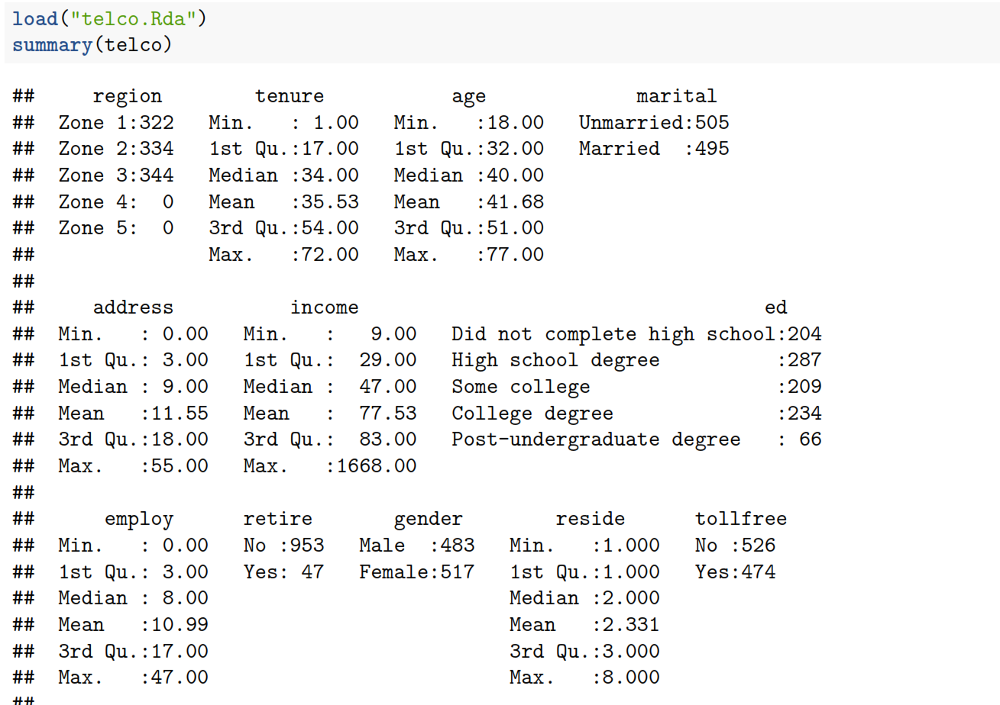 load("telco.Rda")
summary(telco)
##      region        tenure           age             marital
##  Zone 1:322   Min.   : 1.00   Min.   :18.00   Unmarried:505
##  Zone 2:334   1st Qu.:17.00   1st Qu.:32.00   Married  :495
##  Zone 3:344   Median :34.00   Median :40.00
##  Zone 4:  0   Mean   :35.53   Mean   :41.68
##  Zone 5:  0   3rd Qu.:54.00   3rd Qu.:51.00
##               Max.   :72.00   Max.   :77.00
##
##     address          income                                   ed
##  Min.   : 0.00   Min.   :   9.00   Did not complete high school:204
##  1st Qu.: 3.00   1st Qu.:  29.00   High school degree          :287
##  Median : 9.00   Median :  47.00   Some college                :209
##  Mean   :11.55   Mean   :  77.53   College degree              :234
##  3rd Qu.:18.00   3rd Qu.:  83.00   Post-undergraduate degree   : 66
##  Max.   :55.00   Max.   :1668.00
##
##      employ      retire       gender        reside      tollfree
##  Min.   : 0.00   No :953   Male  :483   Min.   :1.000   No :526
##  1st Qu.: 3.00   Yes: 47   Female:517   1st Qu.:1.000   Yes:474
##  Median : 8.00                          Median :2.000
##  Mean   :10.99                          Mean   :2.331
##  3rd Qu.:17.00                          3rd Qu.:3.000
##  Max.   :47.00                          Max.   :8.000
##